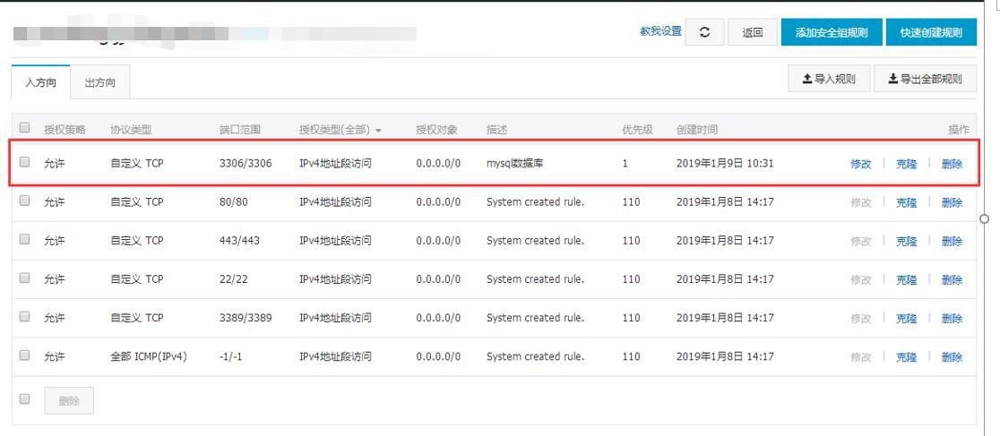 教我设置 返回 添加安全组规则 快速创建规则
入方向 出方向 导入规则 导出全部规则
授权策略 协议类型 端口范围 授权类型(全部) 授权对象 描述 优先级 创建时间 操作
允许 自定义 TCP 3306/3306 IPv4地址段访问 0.0.0.0/0 mysql数据库 1 2019年1月9日 10:31 修改 克隆 删除
允许 自定义 TCP 80/80 IPv4地址段访问 0.0.0.0/0 System created rule. 110 2019年1月8日 14:17 修改 克隆 删除
允许 自定义 TCP 443/443 IPv4地址段访问 0.0.0.0/0 System created rule. 110 2019年1月8日 14:17 修改 克隆 删除
允许 自定义 TCP 22/22 IPv4地址段访问 0.0.0.0/0 System created rule. 110 2019年1月8日 14:17 修改 克隆 删除
允许 自定义 TCP 3389/3389 IPv4地址段访问 0.0.0.0/0 System created rule. 110 2019年1月8日 14:17 修改 克隆 删除
允许 全部 ICMP(IPv4) -1/-1 IPv4地址段访问 0.0.0.0/0 System created rule. 110 2019年1月8日 14:17 修改 克隆 删除
删除